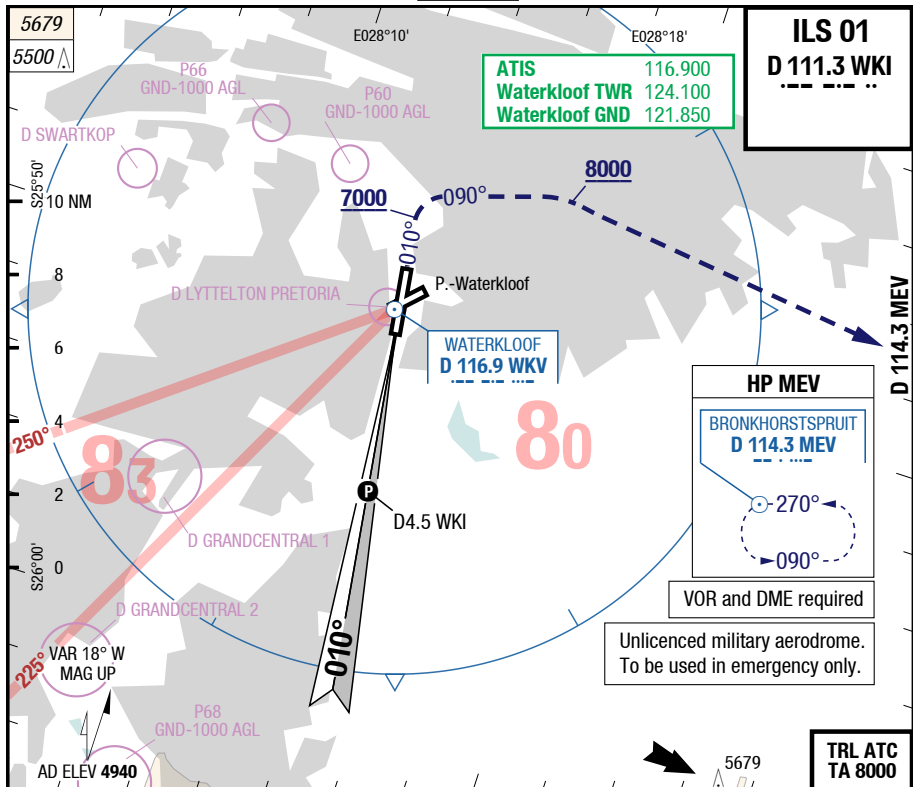 5679
5500
E028°10'
E028°18'
ILS 01
D 111.3 WKI
ATIS 116.900
Waterkloof TWR 124.100
Waterkloof GND 121.850
P66
GND-1000 AGL
P60
GND-1000 AGL
D SWARTKOP
S25°50'
10 NM
7000
090°
8000
010°
8
D LYTTELTON PRETORIA
P.-Waterkloof
6
WATERKLOOF
D 116.9 WKV
D 114.3 MEV
HP MEV
BRONKHORSTSPRUIT
D 114.3 MEV
270°
090°
4
250°
83
80
2
P
D4.5 WKI
D GRANDCENTRAL 1
S26°00'
0
VOR and DME required
D GRANDCENTRAL 2
Unlicenced military aerodrome.
To be used in emergency only.
010°
225°
VAR 18° W
MAG UP
P68
GND-1000 AGL
AD ELEV 4940
5679
TRL ATC
TA 8000